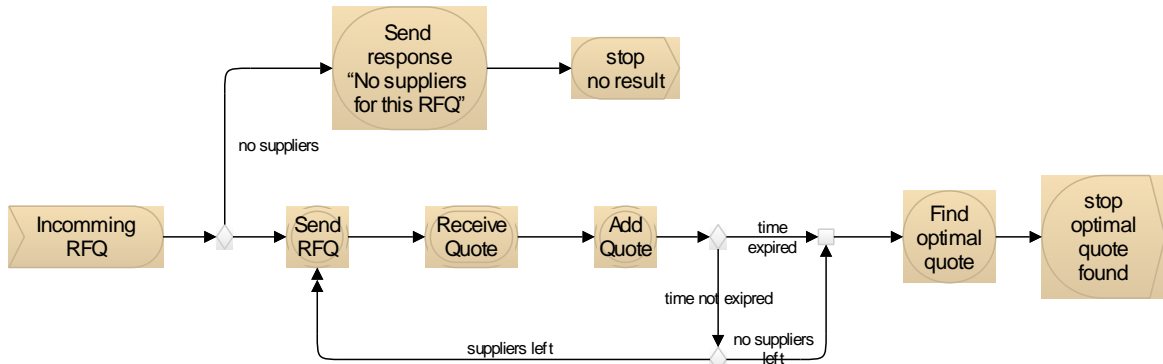 Send
response
“No suppliers
for this RFQ”
stop
no result
no suppliers
Incomming
RFQ
Send
RFQ
Receive
Quote
Add
Quote
time
expired
Find
optimal
quote
stop
optimal
quote
found
time not exipred
suppliers left
no suppliers
left